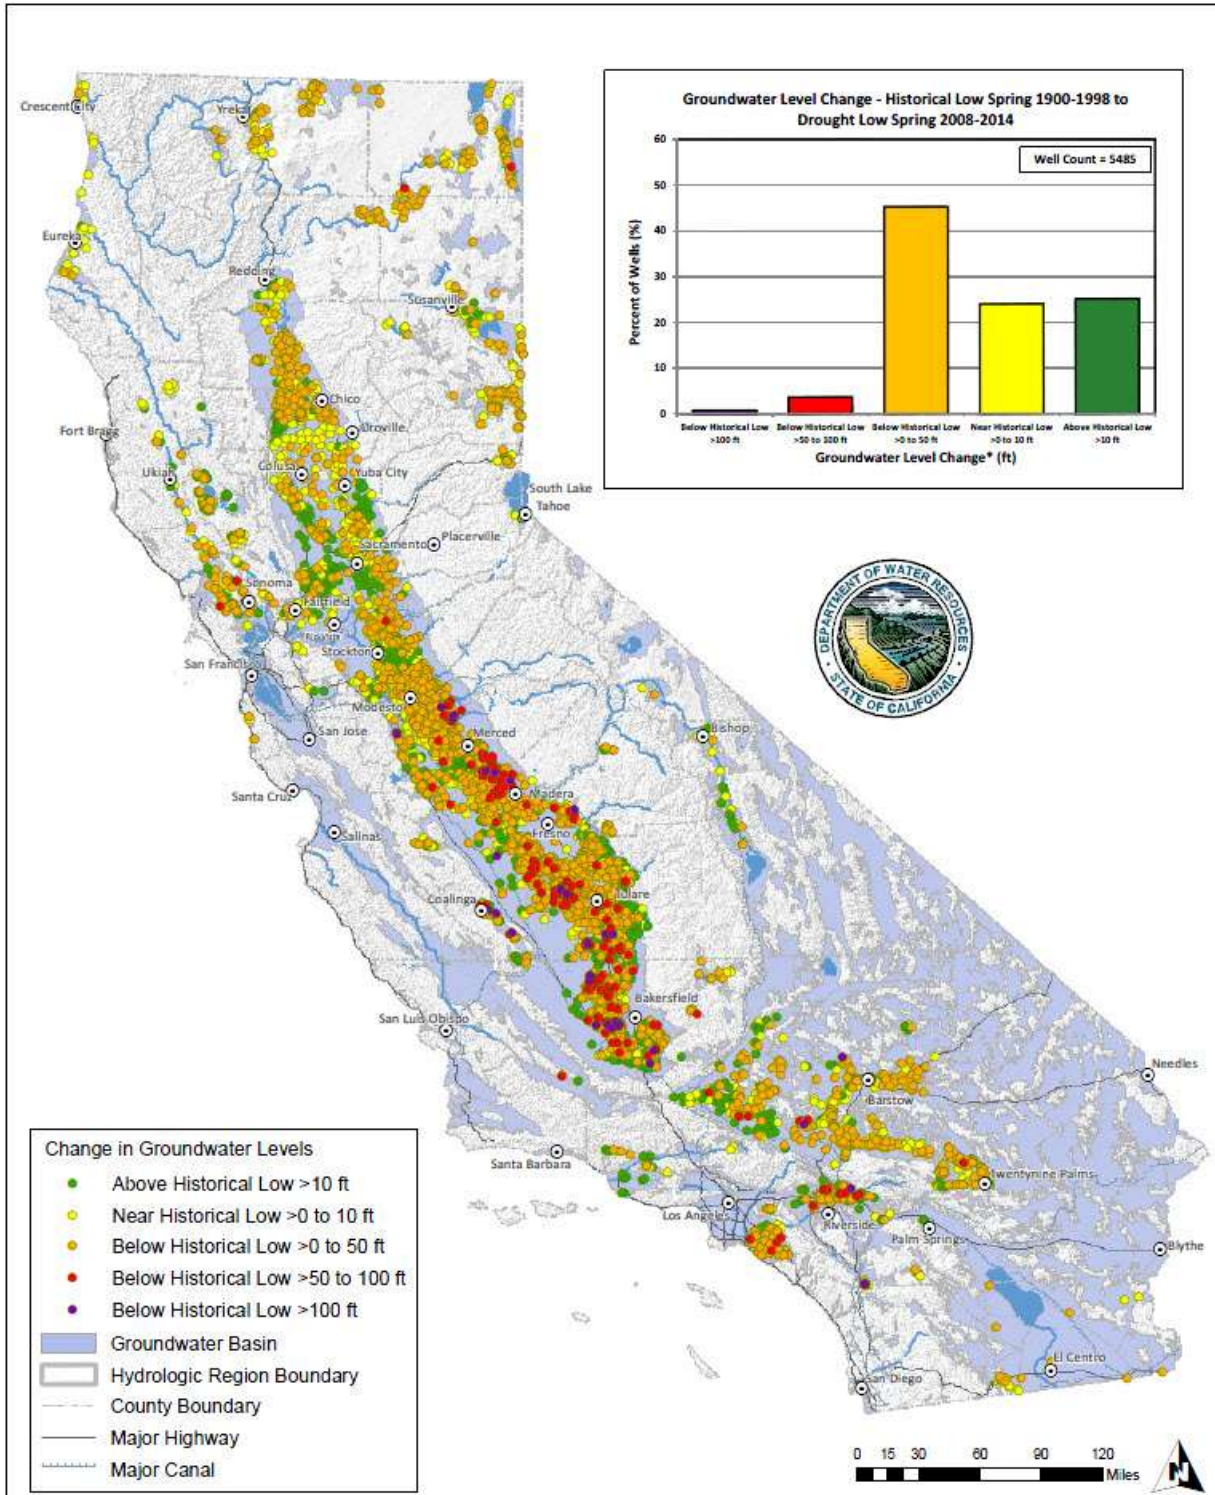 Groundwater Level Change - Historical Low Spring 1900-1998 to
Drought Low Spring 2008-2014
Well Count = 5485
60
50
40
30
20
10
0
Percent of Wells (%)
Below Historical Low
>100 ft
Below Historical Low
>50 to 100 ft
Below Historical Low
>0 to 50 ft
Near Historical Low
>0 to 10 ft
Above Historical Low
>10 ft
Groundwater Level Change* (ft)
Crescent City
Yreka
Eureka
Redding
Susanville
Chico
Fort Bragg
Oroville
Ukiah
Colusa
Yuba City
South Lake
Tahoe
Sacramento
Placerville
Sonoma
Fairfield
Stockton
San Francisco
Modesto
San Jose
Merced
Bishop
Santa Cruz
Madera
Salinas
Fresno
Coalinga
Tulare
Bakersfield
San Luis Obispo
Needles
Barstow
Santa Barbara
Twentynine Palms
Los Angeles
Riverside
Palm Springs
Blythe
El Centro
San Diego
DEPARTMENT OF WATER RESOURCES
STATE OF CALIFORNIA
Change in Groundwater Levels
Above Historical Low >10 ft
Near Historical Low >0 to 10 ft
Below Historical Low >0 to 50 ft
Below Historical Low >50 to 100 ft
Below Historical Low >100 ft
Groundwater Basin
Hydrologic Region Boundary
County Boundary
Major Highway
Major Canal
0 15 30 60 90 120
Miles
N